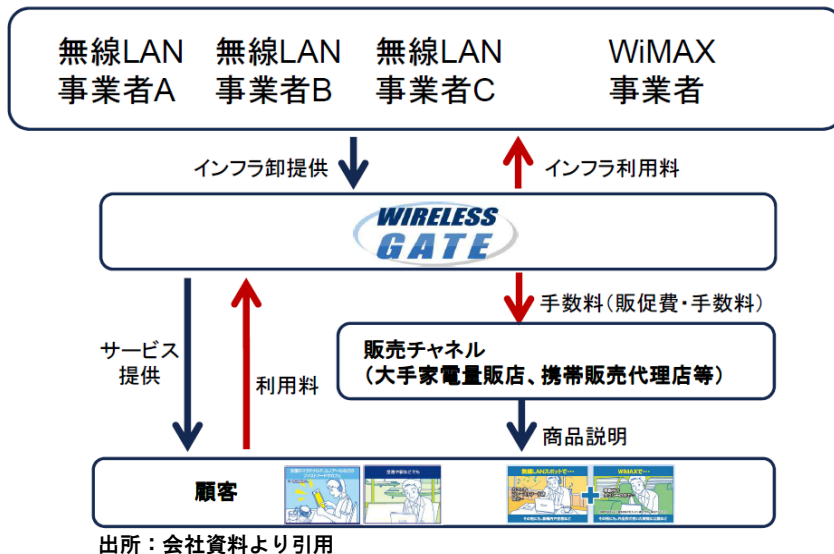 無線LAN 無線LAN 無線LAN WiMAX
事業者A 事業者B 事業者C 事業者
インフラ卸提供 インフラ利用料
WIRELESS
GATE
手数料(販促費・手数料)
サービス
提供
利用料
販売チャネル
(大手家電量販店、携帯販売代理店等)
商品説明
顧客
無線LANスポットで・・・ WiMAXで・・・
出所：会社資料より引用